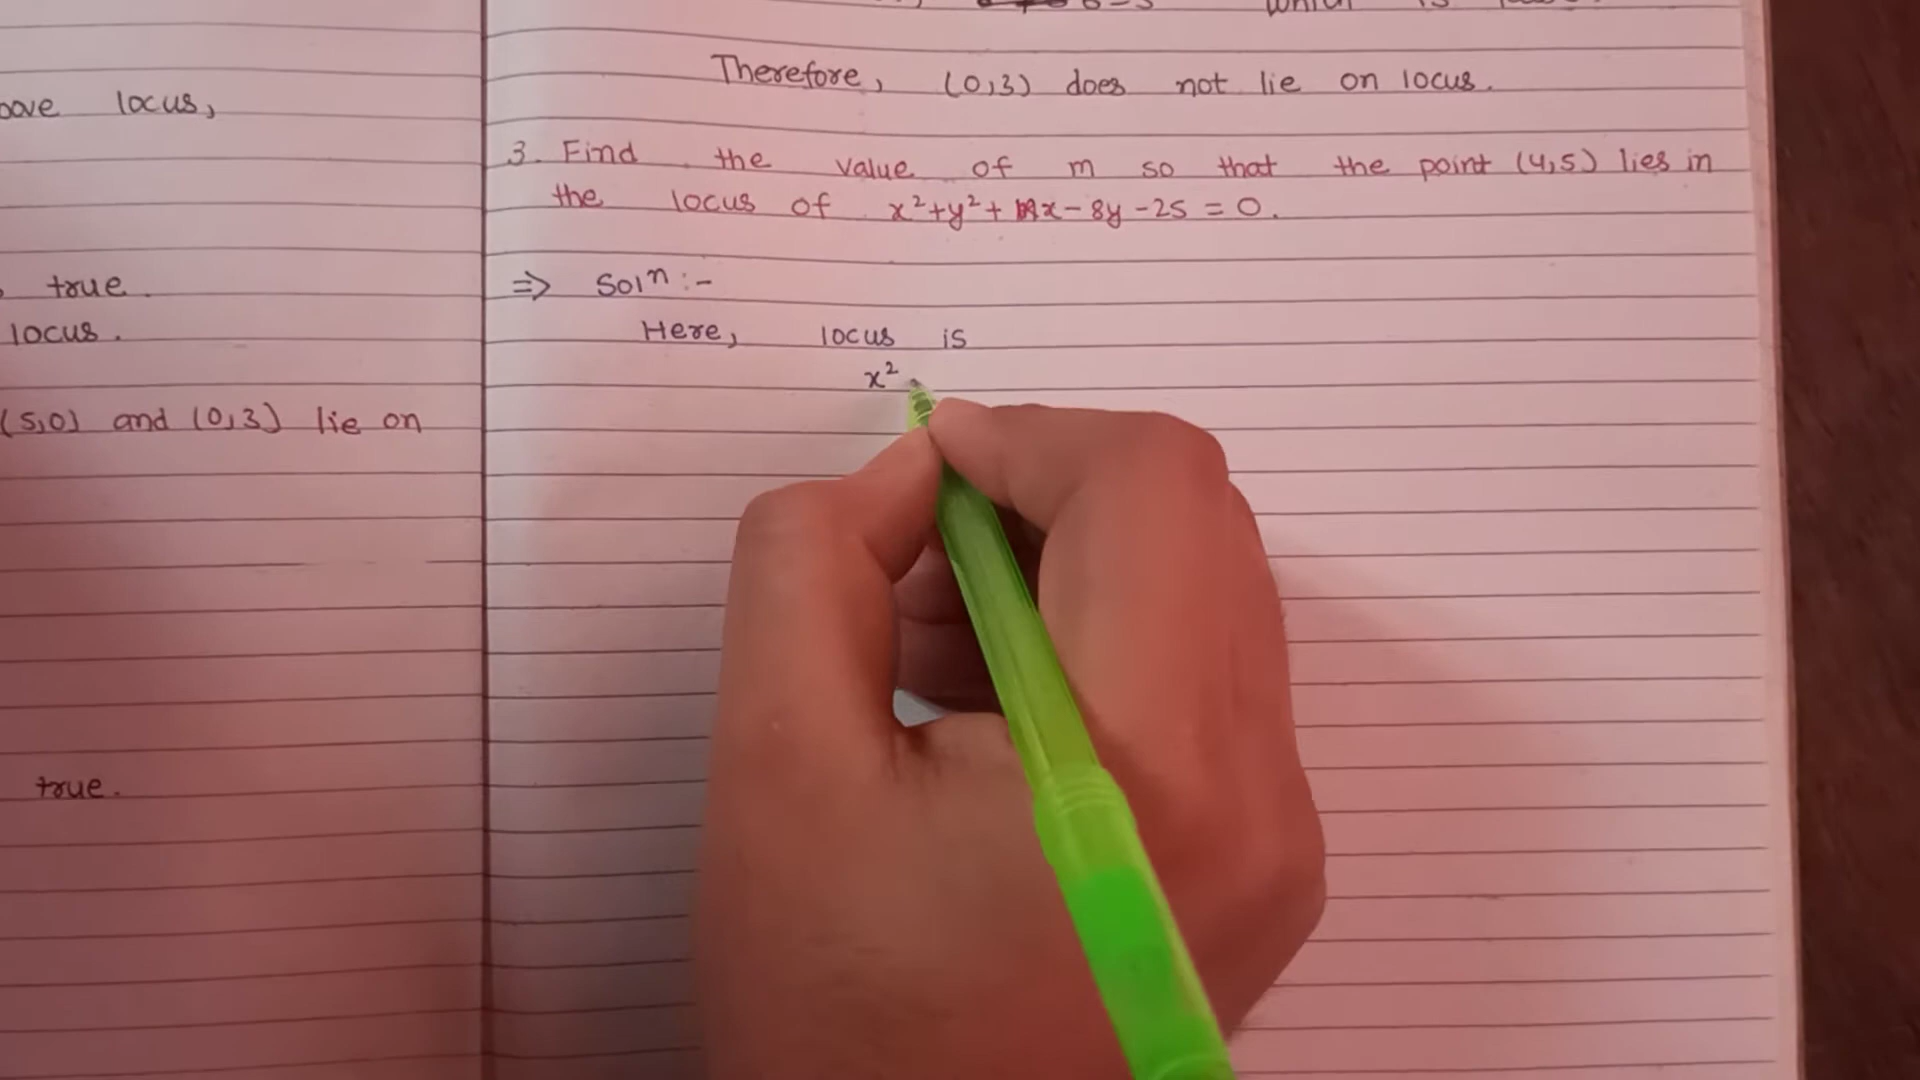 ove locus,
true.
locus.
(5,0) and (0,3) lie on
true.
Therefore, (0,3) does not lie on locus.
3. Find the value of m so that the point (4,5) lies in
the locus of x²+y²+mx-8y-25=0.
=> Solⁿ:-
Here, locus is
x²